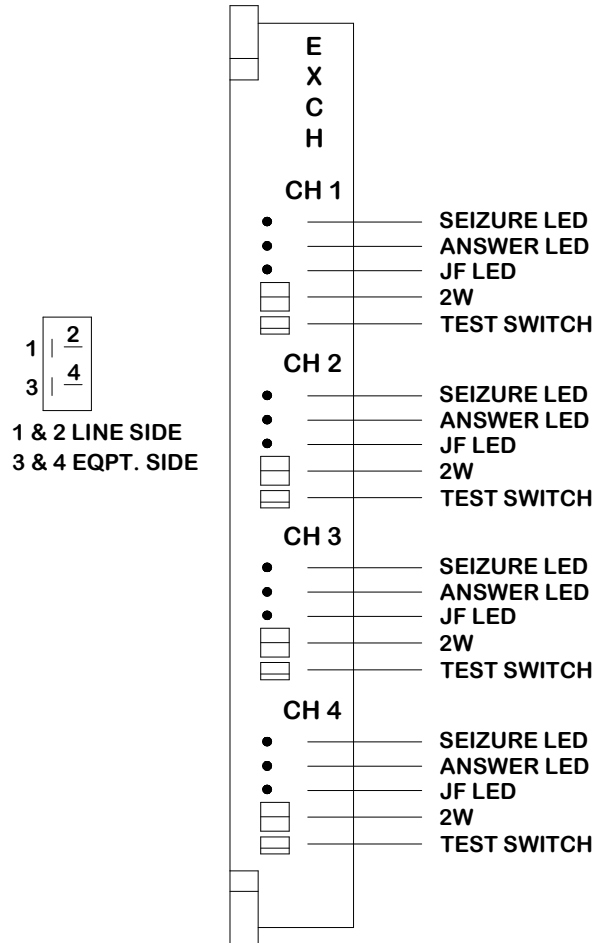 E
X
C
H
CH 1
SEIZURE LED
ANSWER LED
JF LED
2W
TEST SWITCH
1 2
3 4
1 & 2 LINE SIDE
3 & 4 EQPT. SIDE
CH 2
SEIZURE LED
ANSWER LED
JF LED
2W
TEST SWITCH
CH 3
SEIZURE LED
ANSWER LED
JF LED
2W
TEST SWITCH
CH 4
SEIZURE LED
ANSWER LED
JF LED
2W
TEST SWITCH